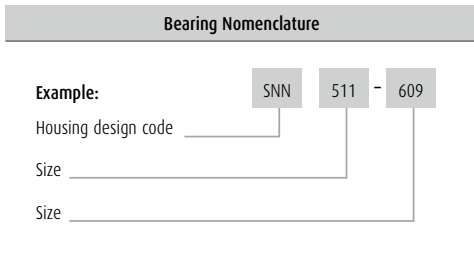 Bearing Nomenclature
Example: SNN 511 - 609
Housing design code
Size
Size